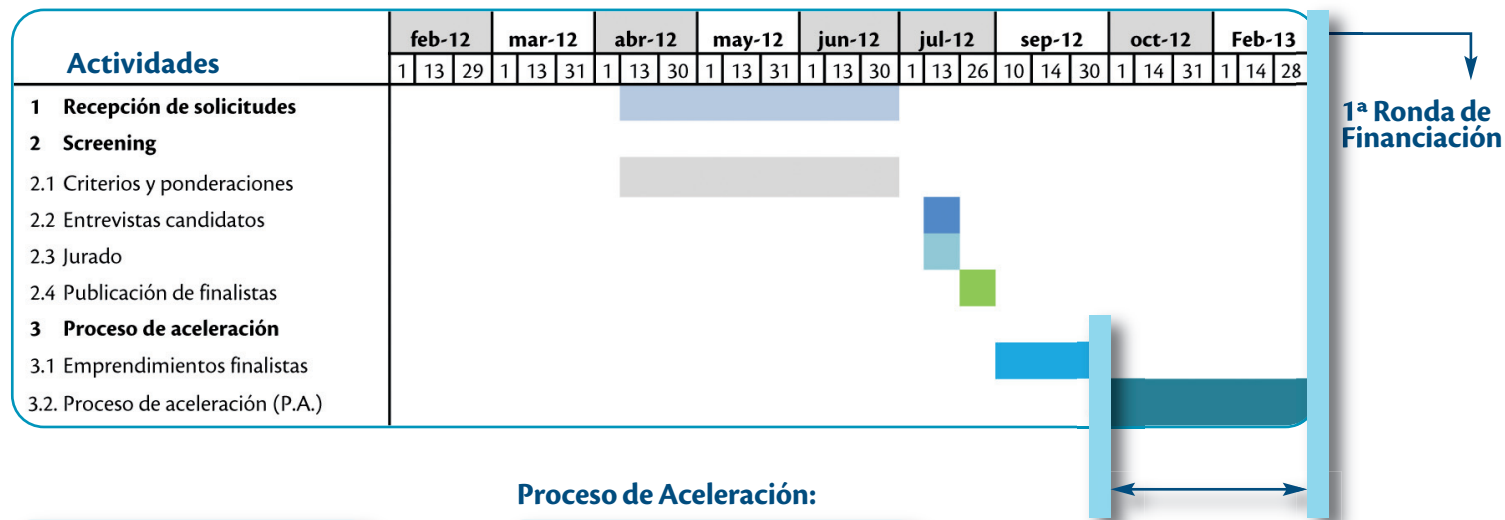 feb-12 mar-12 abr-12 may-12 jun-12 jul-12 sep-12 oct-12 Feb-13
Actividades
1 13 29 1 13 31 1 13 30 1 13 31 1 13 30 1 13 26 10 14 30 1 14 31 1 14 28
1 Recepción de solicitudes
1ª Ronda de
Financiación
2 Screening
2.1 Criterios y ponderaciones
2.2 Entrevistas candidatos
2.3 Jurado
2.4 Publicación de finalistas
3 Proceso de aceleración
3.1 Emprendimientos finalistas
3.2. Proceso de aceleración (P.A.)
Proceso de Aceleración: